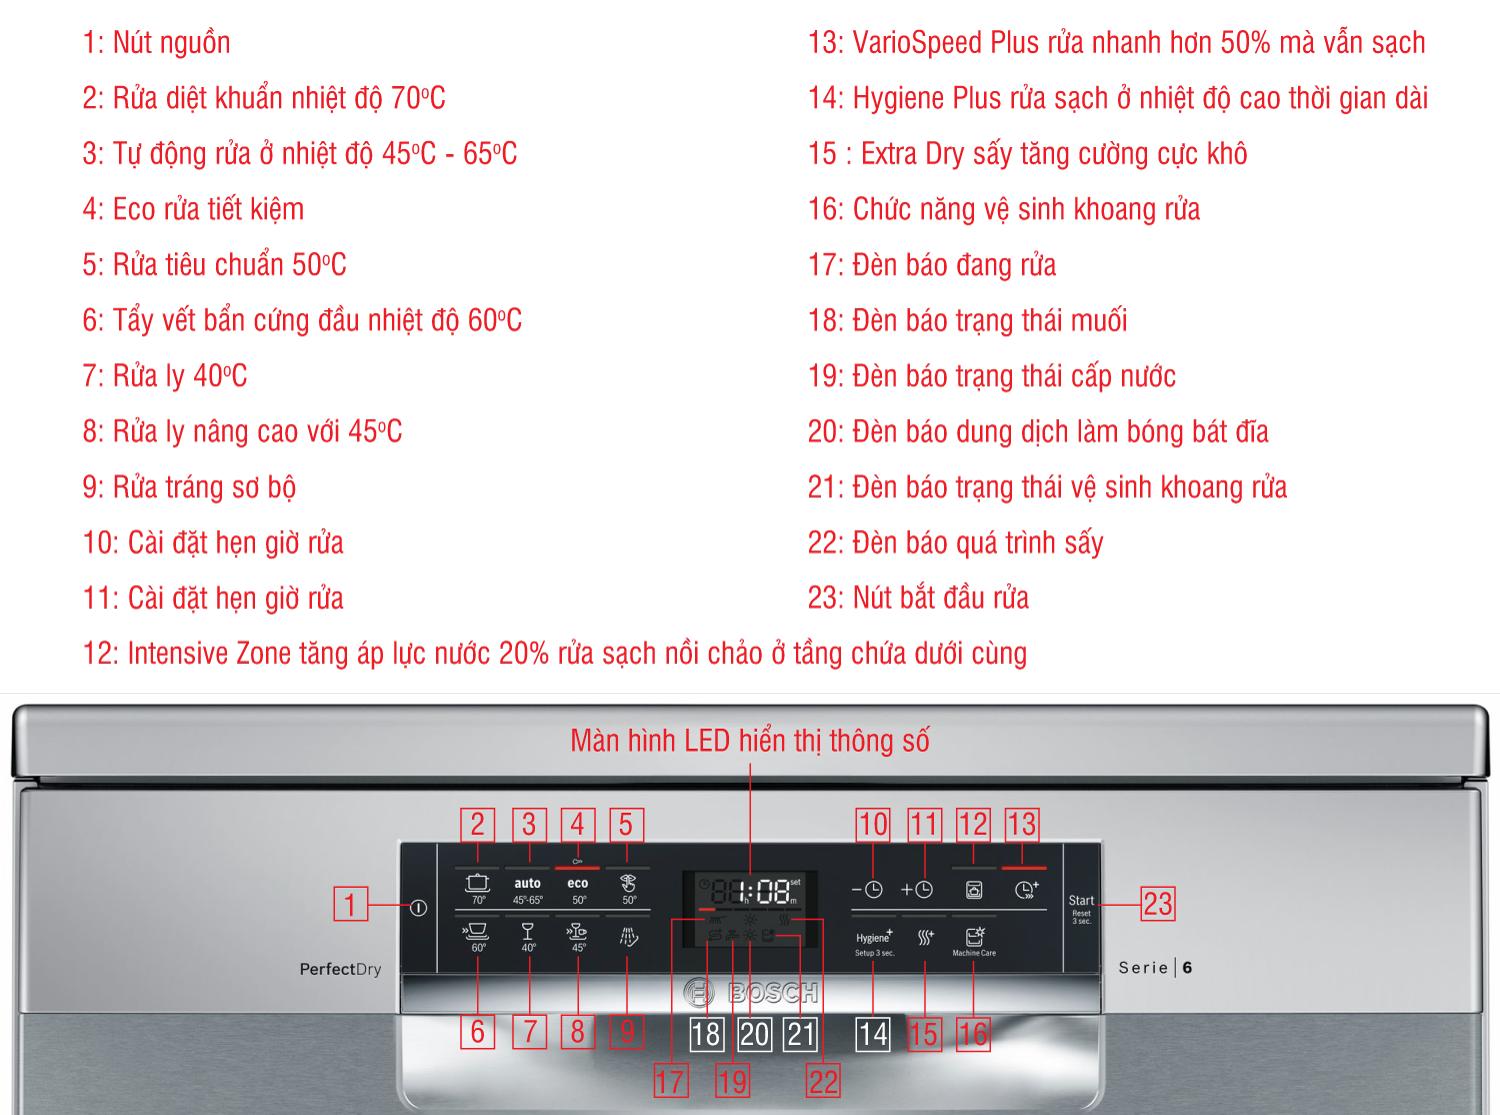 1: Nút nguồn
2: Rửa diệt khuẩn nhiệt độ 70ºC
3: Tự động rửa ở nhiệt độ 45ºC - 65ºC
4: Eco rửa tiết kiệm
5: Rửa tiêu chuẩn 50ºC
6: Tẩy vết bẩn cứng đầu nhiệt độ 60ºC
7: Rửa ly 40ºC
8: Rửa ly nâng cao với 45ºC
9: Rửa tráng sơ bộ
10: Cài đặt hẹn giờ rửa
11: Cài đặt hẹn giờ rửa
12: Intensive Zone tăng áp lực nước 20% rửa sạch nồi chảo ở tầng chứa dưới cùng
13: VarioSpeed Plus rửa nhanh hơn 50% mà vẫn sạch
14: Hygiene Plus rửa sạch ở nhiệt độ cao thời gian dài
15 : Extra Dry sấy tăng cường cực khô
16: Chức năng vệ sinh khoang rửa
17: Đèn báo đang rửa
18: Đèn báo trạng thái muối
19: Đèn báo trạng thái cấp nước
20: Đèn báo dung dịch làm bóng bát đĩa
21: Đèn báo trạng thái vệ sinh khoang rửa
22: Đèn báo quá trình sấy
23: Nút bắt đầu rửa
Màn hình LED hiển thị thông số
2 3 4 5 10 11 12 13
auto eco 1:08 set
h m
70° 45°-65° 50° 50° - +
1 Start 23
Reset
3 sec.
Hygiene+
60° 40° 45° Setup 3 sec. Machine Care
PerfectDry Serie | 6
BOSCH
6 7 8 9 18 20 21 14 15 16
17 19 22